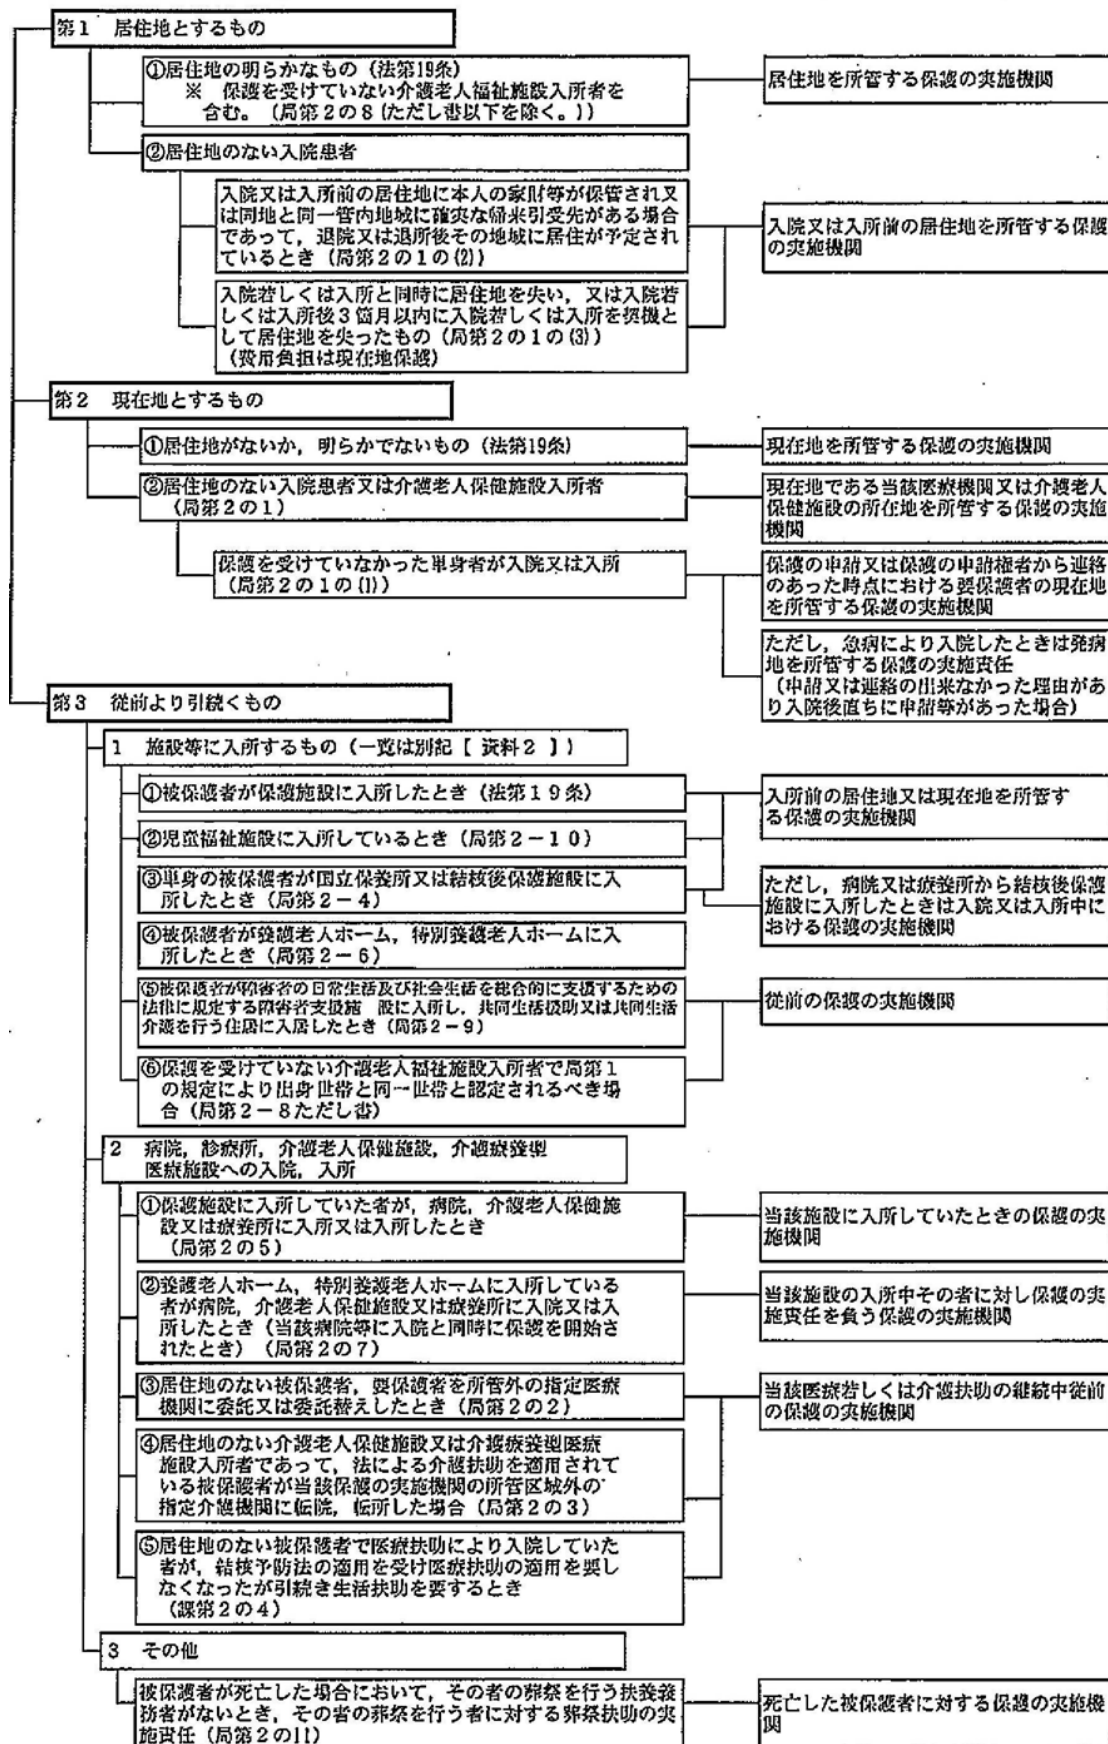 第1　居住地とするもの
①居住地の明らかなもの（法第19条）
※　保護を受けていない介護老人福祉施設入所者を
含む。（局第2の8（ただし書以下を除く。））
居住地を所管する保護の実施機関
②居住地のない入院患者
入院又は入所前の居住地に本人の家財等が保管され又
は同地と同一管内地域に確実な帰来引受先がある場合
であって，退院又は退所後その地域に居住が予定され
ているとき（局第2の1の(2)）
入院又は入所前の居住地を所管する保護
の実施機関
入院若しくは入所と同時に居住地を失い，又は入院若
しくは入所後3箇月以内に入院若しくは入所を契機と
して居住地を失ったもの（局第2の1の(3)）
（費用負担は現在地保護）
第2　現在地とするもの
①居住地がないか，明らかでないもの（法第19条）
現在地を所管する保護の実施機関
②居住地のない入院患者又は介護老人保健施設入所者
（局第2の1）
現在地である当該医療機関又は介護老人
保健施設の所在地を所管する保護の実施
機関
保護を受けていなかった単身者が入院又は入所
（局第2の1の(1)）
保護の申請又は保護の申請権者から連絡
のあった時点における要保護者の現在地
を所管する保護の実施機関
ただし，急病により入院したときは発病
地を所管する保護の実施責任
（申請又は連絡の出来なかった理由があ
り入院後直ちに申請等があった場合）
第3　従前より引続くもの
1　施設等に入所するもの（一覧は別記【 資料2 】）
①被保護者が保護施設に入所したとき（法第19条）
入所前の居住地又は現在地を所管す
る保護の実施機関
②児童福祉施設に入所しているとき（局第2－10）
③単身の被保護者が国立保養所又は結核後保護施設に入
所したとき（局第2－4）
ただし，病院又は療養所から結核後保護
施設に入所したときは入院又は入所中に
おける保護の実施機関
④被保護者が養護老人ホーム，特別養護老人ホームに入
所したとき（局第2－6）
⑤被保護者が障害者の日常生活及び社会生活を総合的に支援するための
法律に規定する障害者支援施　設に入所し，共同生活援助又は共同生活
介護を行う住居に入居したとき（局第2－9）
従前の保護の実施機関
⑥保護を受けていない介護老人福祉施設入所者で局第1
の規定により出身世帯と同一世帯と認定されるべき場
合（局第2－8ただし書）
2　病院，診療所，介護老人保健施設，介護療養型
医療施設への入院，入所
①保護施設に入所していた者が，病院，介護老人保健施
設又は療養所に入所又は入所したとき
（局第2の5）
当該施設に入所していたときの保護の実
施機関
②養護老人ホーム，特別養護老人ホームに入所している
者が病院，介護老人保健施設又は療養所に入院又は入
所したとき（当該病院等に入院と同時に保護を開始さ
れたとき）（局第2の7）
当該施設の入所中その者に対し保護の実
施責任を負う保護の実施機関
③居住地のない被保護者，要保護者を所管外の指定医療
機関に委託又は委託替えしたとき（局第2の2）
当該医療若しくは介護扶助の継続中従前
の保護の実施機関
④居住地のない介護老人保健施設又は介護療養型医療
施設入所者であって，法による介護扶助を適用されて
いる被保護者が当該保護の実施機関の所管区域外の
指定介護機関に転院，転所した場合（局第2の3）
⑤居住地のない被保護者で医療扶助により入院していた
者が，結核予防法の適用を受け医療扶助の適用を要し
なくなったが引続き生活扶助を要するとき
（課第2の4）
3　その他
被保護者が死亡した場合において，その者の葬祭を行う扶養義
務者がないとき，その者の葬祭を行う者に対する葬祭扶助の実
施責任（局第2の11）
死亡した被保護者に対する保護の実施機
関